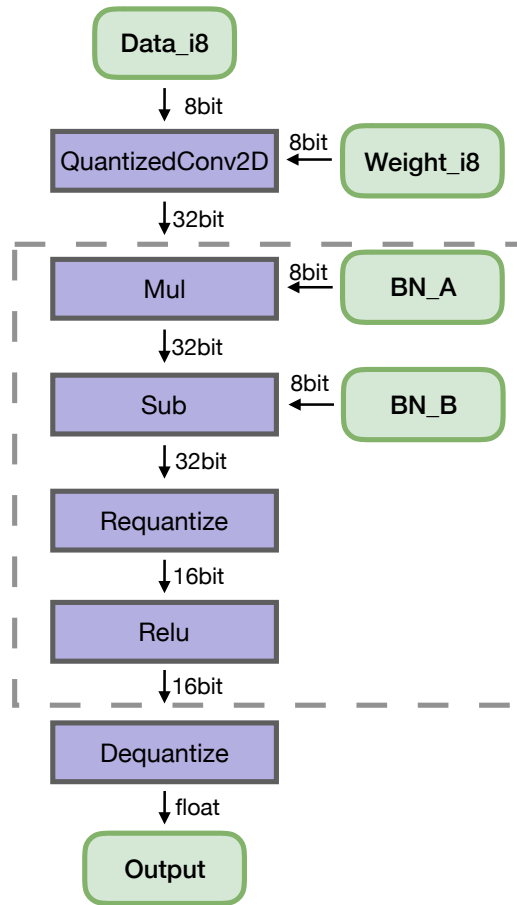 Data_i8
8bit
QuantizedConv2D
8bit
Weight_i8
32bit
Mul
8bit
BN_A
32bit
Sub
8bit
BN_B
32bit
Requantize
16bit
Relu
16bit
Dequantize
float
Output